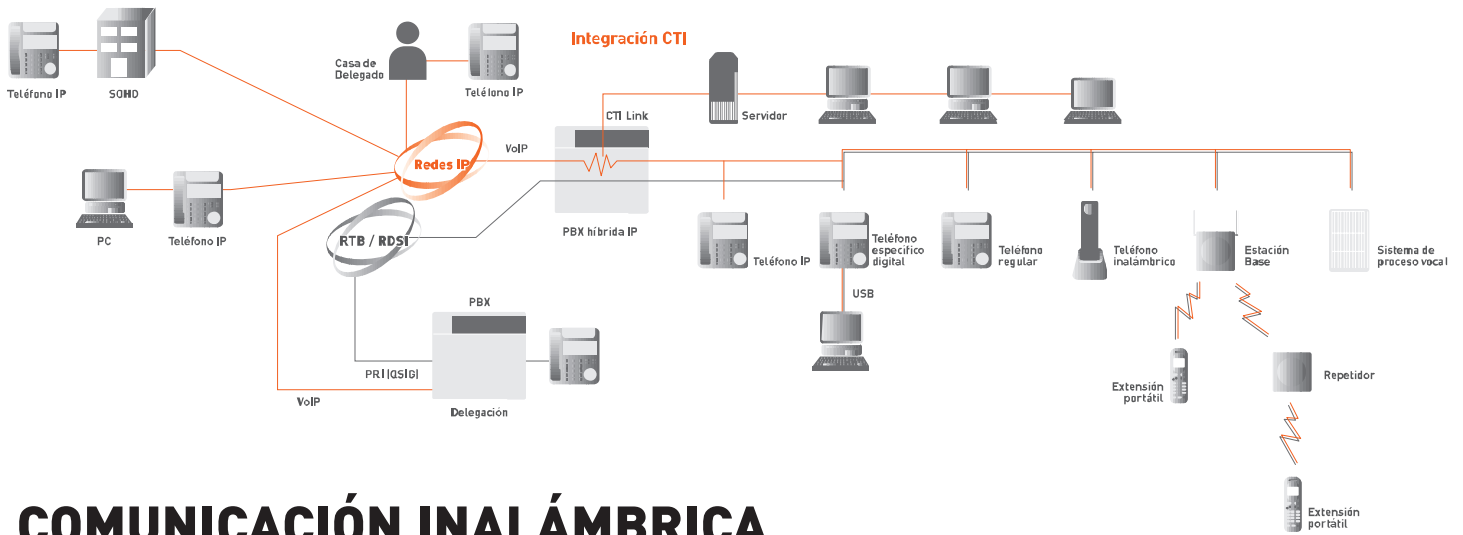 Integración CTI
Teléfono IP
SOHO
Casa de
Delegado
Teléfono IP
CTI Link
Servidor
Redes IP
VoIP
PC
Teléfono IP
RTB / RDSI
PBX híbrida IP
Teléfono IP
Teléfono
específico
digital
Teléfono
regular
Teléfono
inalámbrico
Estación
Base
Sistema de
proceso vocal
USB
PBX
PRI(QSIG)
VoIP
Delegación
Extensión
portátil
Repetidor
Extensión
portátil
COMUNICACIÓN INALÁMBRICA